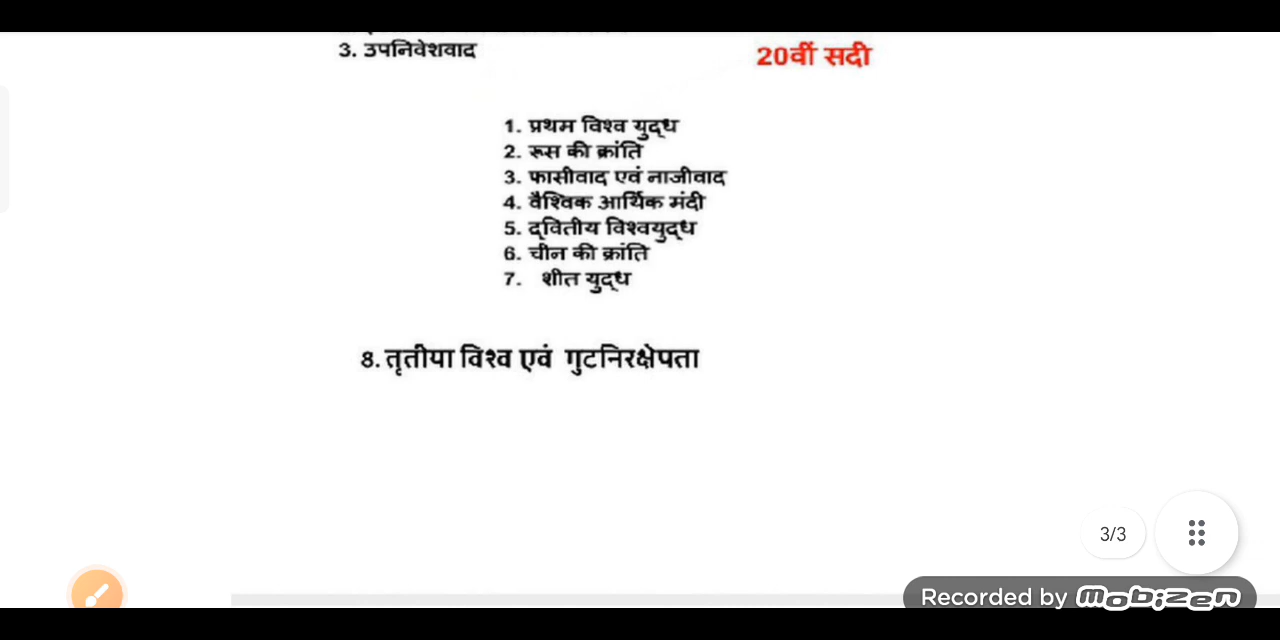 3. उपनिवेशवाद
20वीं सदी
1. प्रथम विश्व युद्ध
2. रूस की क्रांति
3. फासीवाद एवं नाजीवाद
4. वैश्विक आर्थिक मंदी
5. द्वितीय विश्वयुद्ध
6. चीन की क्रांति
7. शीत युद्ध
8. तृतीया विश्व एवं गुटनिरक्षेपता
3/3
Recorded by mobizen